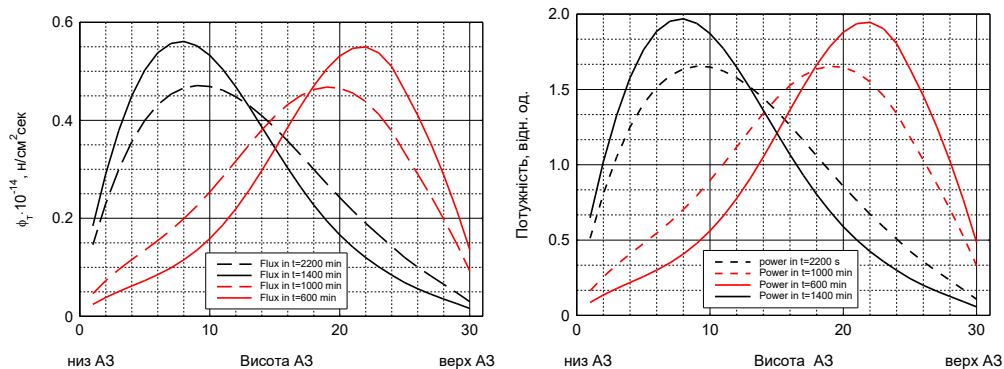 0.6
0.4
0.2
0
ϕт·10⁻¹⁴, н/см²сек
Flux in t=2200 min
Flux in t=1400 min
Flux in t=1000 min
Flux in t=600 min
0 10 20 30
низ АЗ Висота АЗ верх АЗ
2.0
1.5
1.0
0.5
0
Потужність, відн. од.
power in t=2200 s
Power in t=1000 min
Power in t=600 min
Power in t=1400 min
0 10 20 30
низ АЗ Висота АЗ верх АЗ